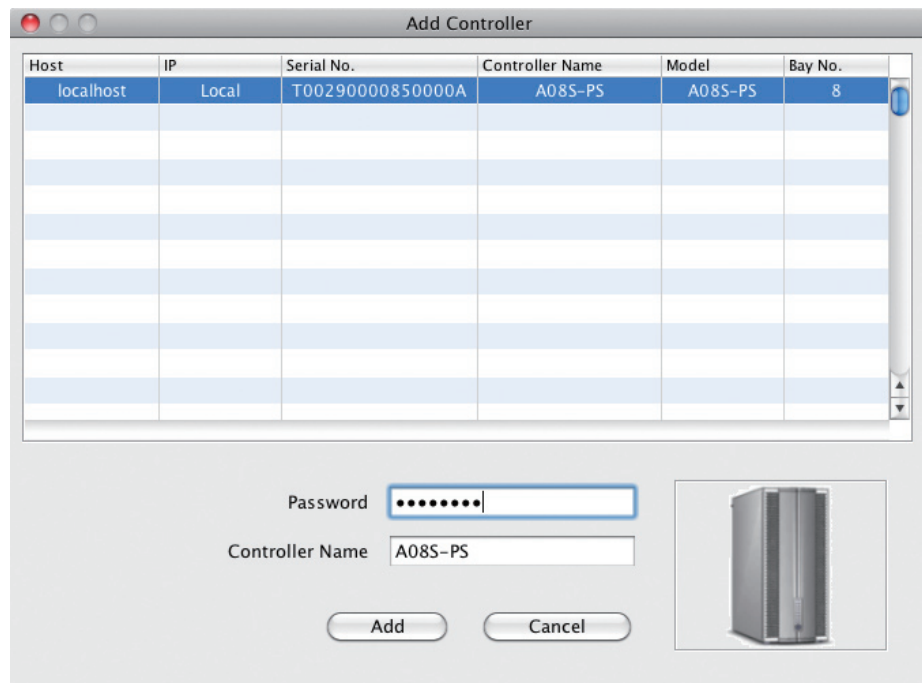 Add Controller
Host IP Serial No. Controller Name Model Bay No.
localhost Local T00290000850000A A08S-PS A08S-PS 8
Password ••••••••
Controller Name A08S-PS
Add Cancel